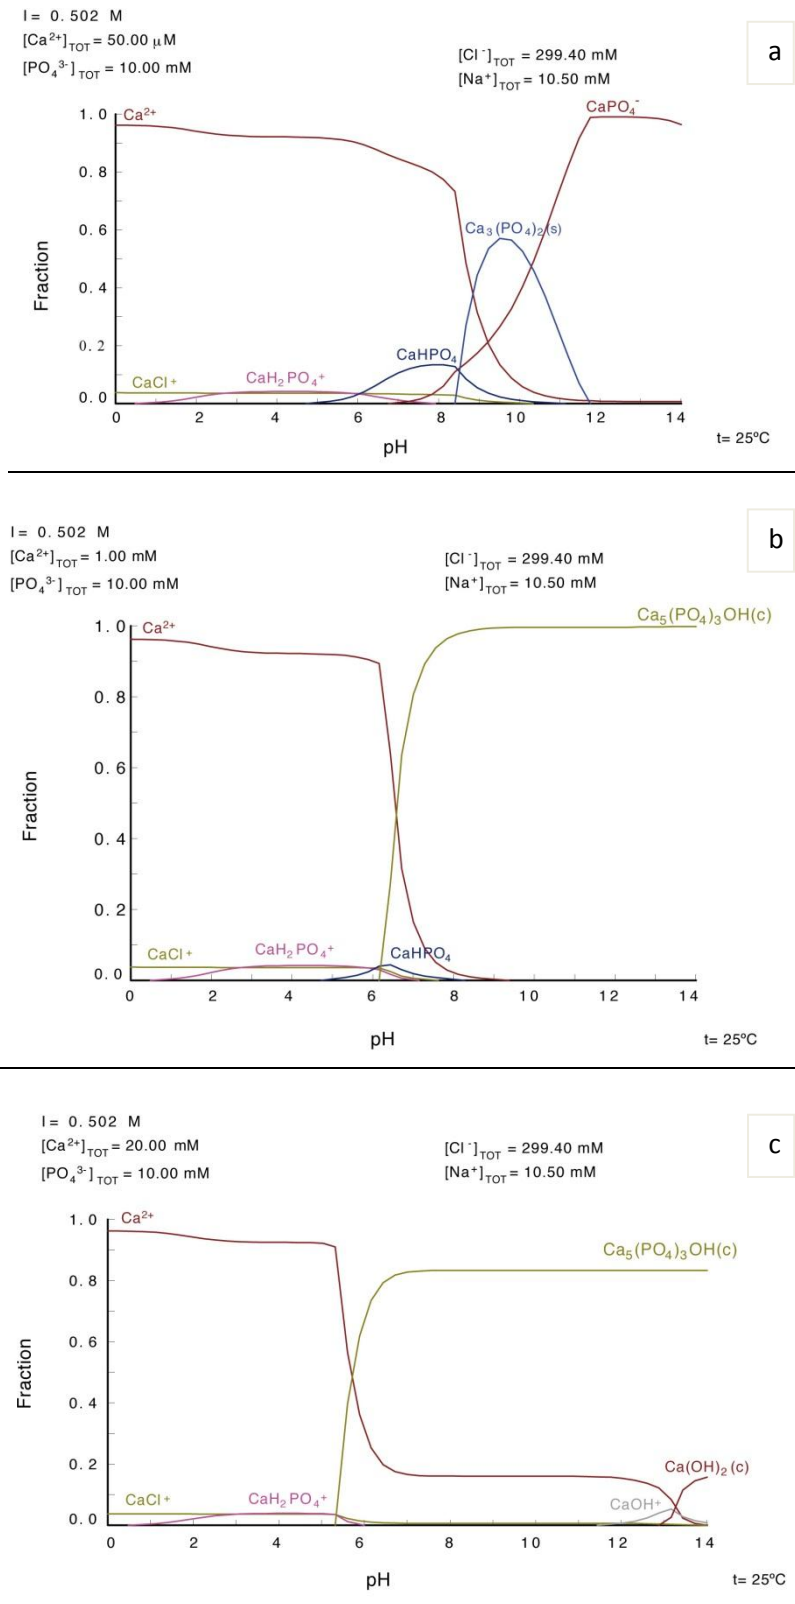 I= 0.502 M
[Ca²⁺]TOT = 50.00 μM
[PO₄³⁻]TOT = 10.00 mM
[Cl⁻]TOT = 299.40 mM
[Na⁺]TOT = 10.50 mM
a
CaPO₄⁻
1.0 Ca²⁺
0.8
Ca₃(PO₄)₂(s)
0.6
Fraction
0.4
CaHPO₄
0.2
CaCl⁺ CaH₂PO₄⁺
0.0
0 2 4 6 8 10 12 14
pH
t= 25ºC
I= 0.502 M
[Ca²⁺]TOT = 1.00 mM
[PO₄³⁻]TOT = 10.00 mM
[Cl⁻]TOT = 299.40 mM
[Na⁺]TOT = 10.50 mM
b
Ca₅(PO₄)₃OH(c)
1.0 Ca²⁺
0.8
0.6
Fraction
0.4
0.2
CaCl⁺ CaH₂PO₄⁺ CaHPO₄
0.0
0 2 4 6 8 10 12 14
pH
t= 25ºC
I= 0.502 M
[Ca²⁺]TOT = 20.00 mM
[PO₄³⁻]TOT = 10.00 mM
[Cl⁻]TOT = 299.40 mM
[Na⁺]TOT = 10.50 mM
c
1.0 Ca²⁺
Ca₅(PO₄)₃OH(c)
0.8
0.6
Fraction
0.4
0.2
Ca(OH)₂(c)
CaCl⁺ CaH₂PO₄⁺ CaOH⁺
0.0
0 2 4 6 8 10 12 14
pH
t= 25ºC